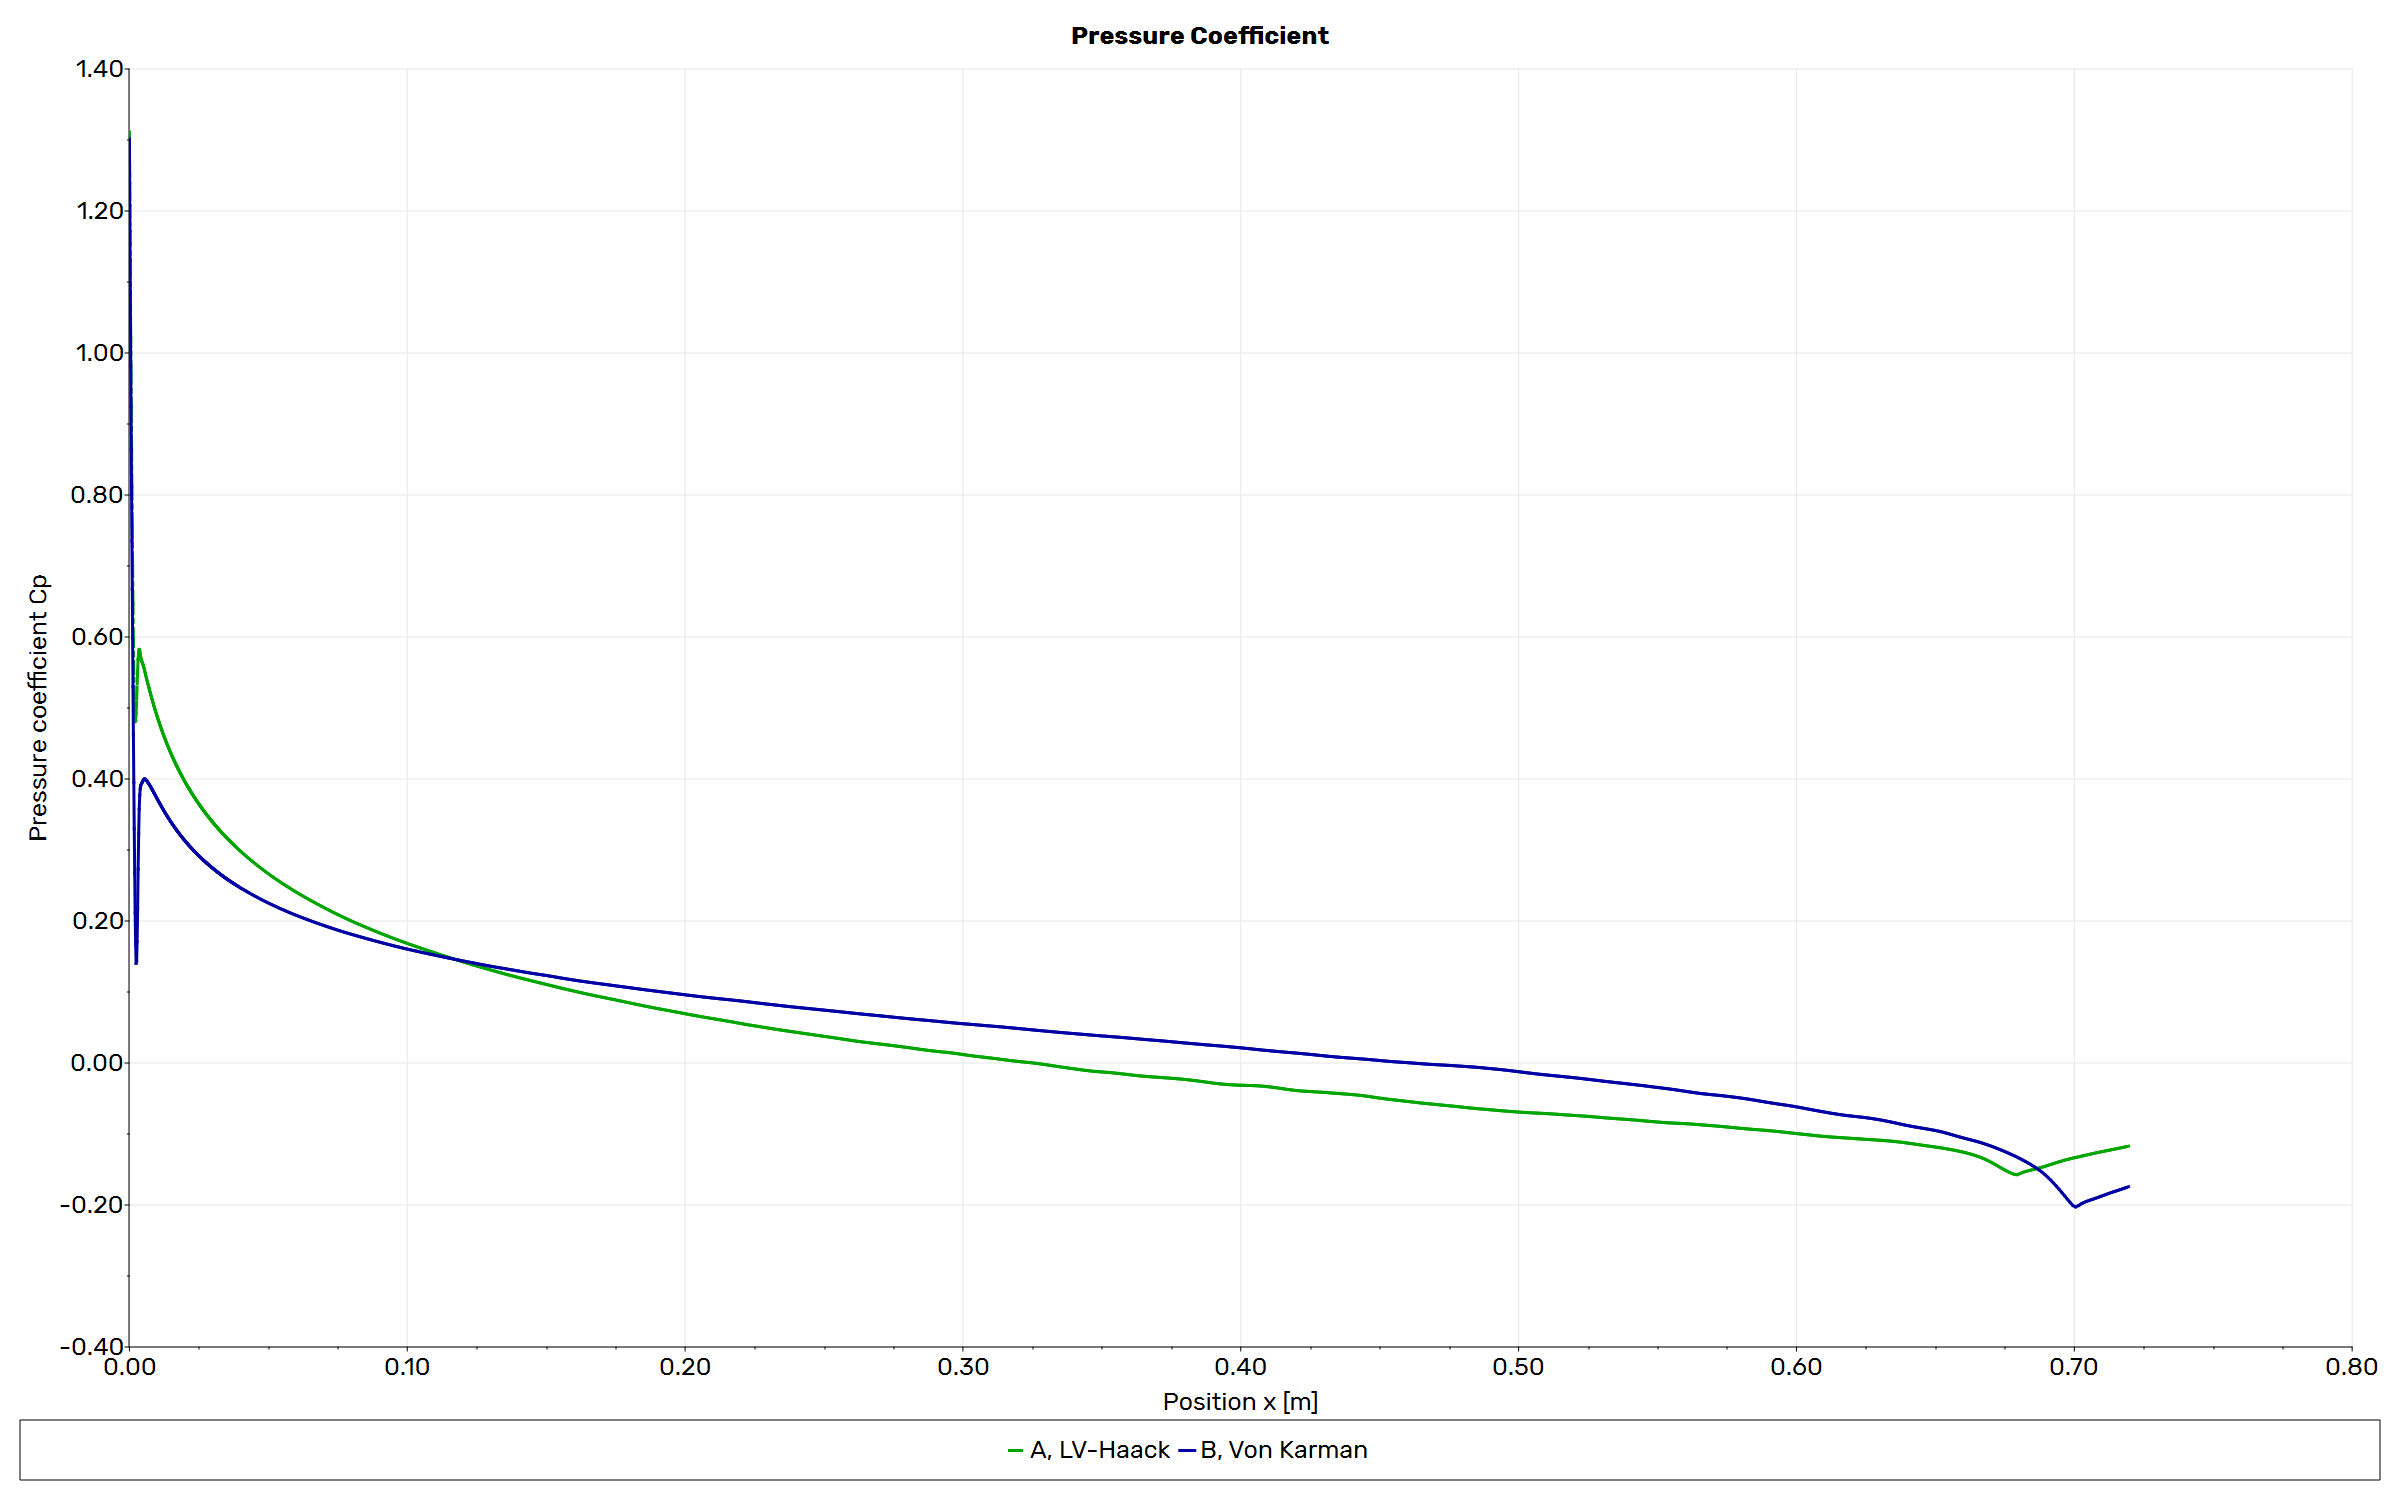 Pressure Coefficient
1.40
1.20
1.00
0.80
0.60
0.40
0.20
0.00
-0.20
-0.40
Pressure coefficient Cp
0.00 0.10 0.20 0.30 0.40 0.50 0.60 0.70 0.80
Position x [m]
A, LV-Haack B, Von Karman